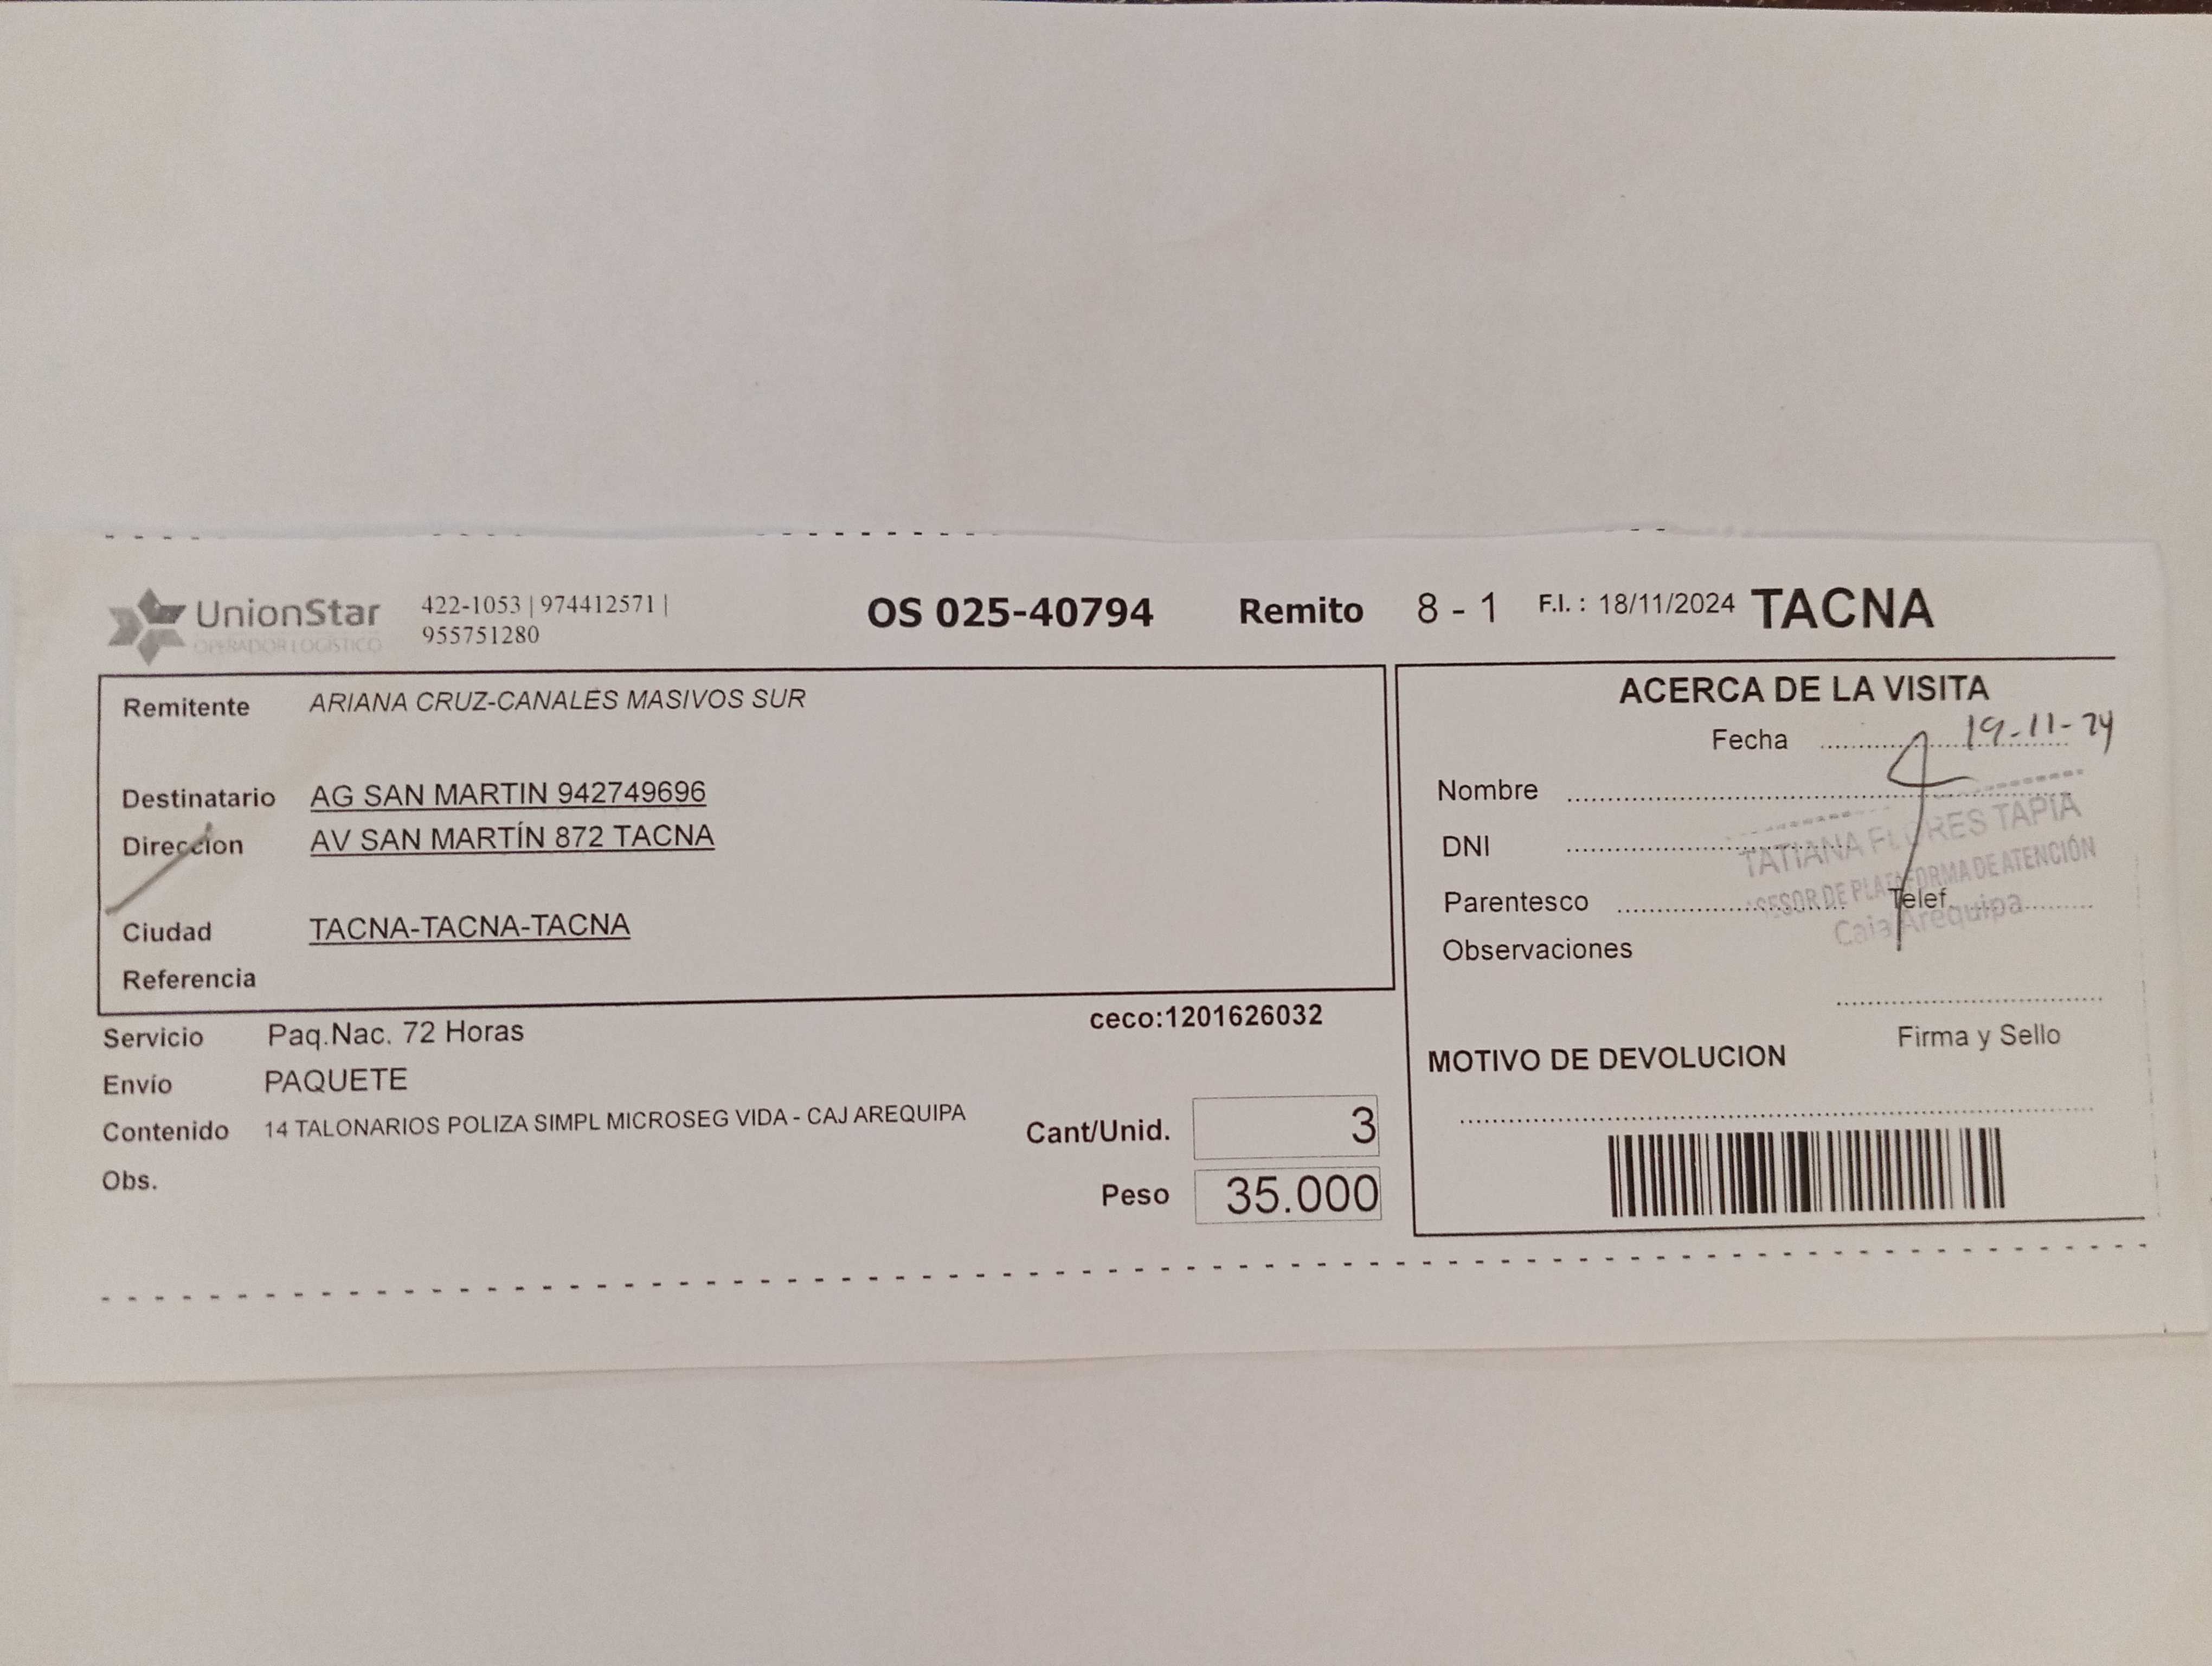 UnionStar
OPERADOR LOGISTICO
422-1053 | 974412571 |
955751280
OS 025-40794 Remito 8 - 1 F.I. : 18/11/2024 TACNA
Remitente ARIANA CRUZ-CANALES MASIVOS SUR
Destinatario AG SAN MARTIN 942749696
Direccion AV SAN MARTÍN 872 TACNA
Ciudad TACNA-TACNA-TACNA
Referencia
Servicio Paq.Nac. 72 Horas
ceco:1201626032
Envío PAQUETE
Contenido 14 TALONARIOS POLIZA SIMPL MICROSEG VIDA - CAJ AREQUIPA
Obs.
Cant/Unid. 3
Peso 35.000
ACERCA DE LA VISITA
Fecha 19-11-24
Nombre
DNI
Parentesco Telef.
Observaciones
TATIANA FLORES TAPIA
DE PLATAFORMA DE ATENCIÓN
Caja Arequipa
Firma y Sello
MOTIVO DE DEVOLUCION